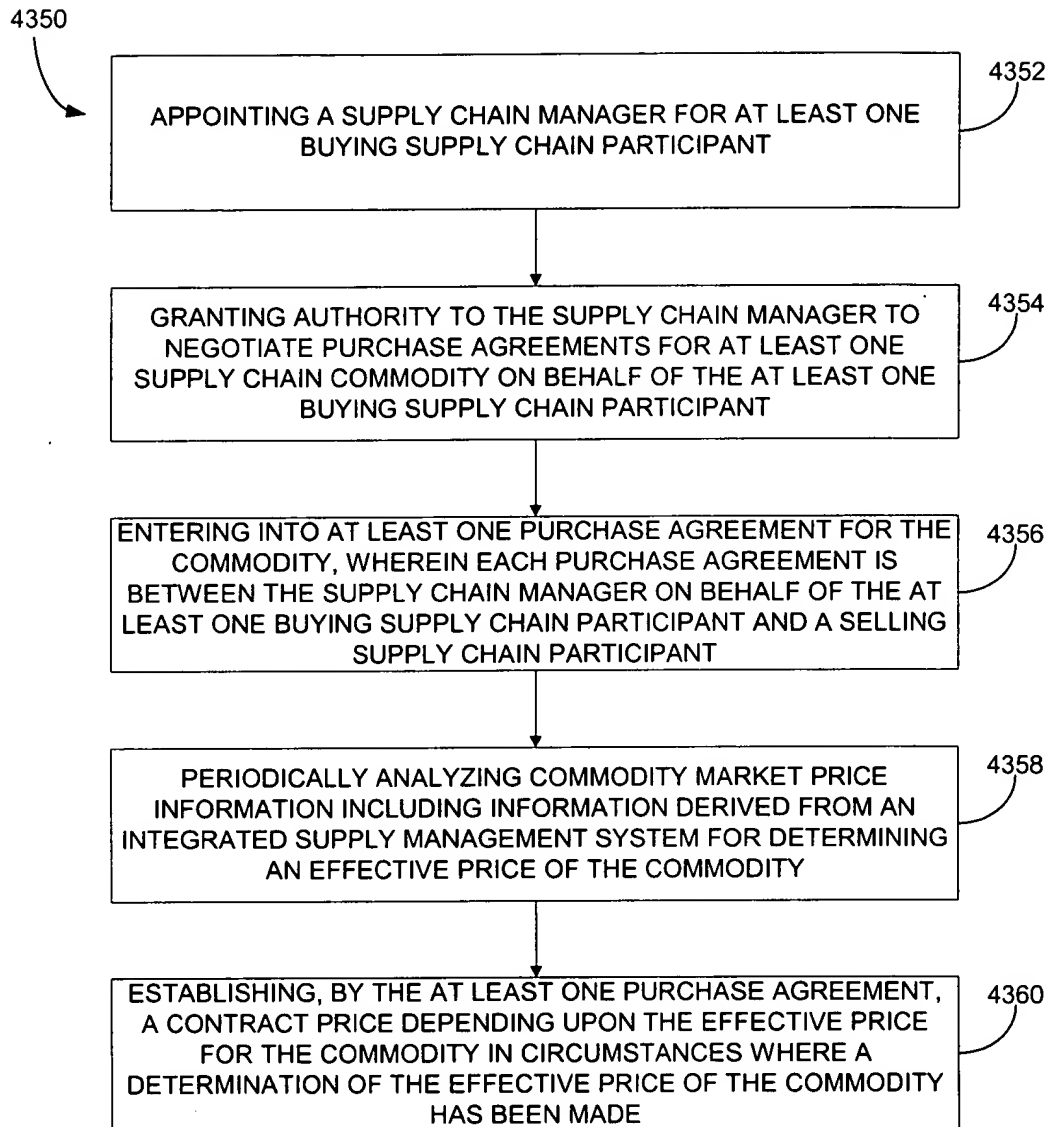 4350
4352
APPOINTING A SUPPLY CHAIN MANAGER FOR AT LEAST ONE
BUYING SUPPLY CHAIN PARTICIPANT
4354
GRANTING AUTHORITY TO THE SUPPLY CHAIN MANAGER TO
NEGOTIATE PURCHASE AGREEMENTS FOR AT LEAST ONE
SUPPLY CHAIN COMMODITY ON BEHALF OF THE AT LEAST ONE
BUYING SUPPLY CHAIN PARTICIPANT
4356
ENTERING INTO AT LEAST ONE PURCHASE AGREEMENT FOR THE
COMMODITY, WHEREIN EACH PURCHASE AGREEMENT IS
BETWEEN THE SUPPLY CHAIN MANAGER ON BEHALF OF THE AT
LEAST ONE BUYING SUPPLY CHAIN PARTICIPANT AND A SELLING
SUPPLY CHAIN PARTICIPANT
4358
PERIODICALLY ANALYZING COMMODITY MARKET PRICE
INFORMATION INCLUDING INFORMATION DERIVED FROM AN
INTEGRATED SUPPLY MANAGEMENT SYSTEM FOR DETERMINING
AN EFFECTIVE PRICE OF THE COMMODITY
4360
ESTABLISHING, BY THE AT LEAST ONE PURCHASE AGREEMENT,
A CONTRACT PRICE DEPENDING UPON THE EFFECTIVE PRICE
FOR THE COMMODITY IN CIRCUMSTANCES WHERE A
DETERMINATION OF THE EFFECTIVE PRICE OF THE COMMODITY
HAS BEEN MADE